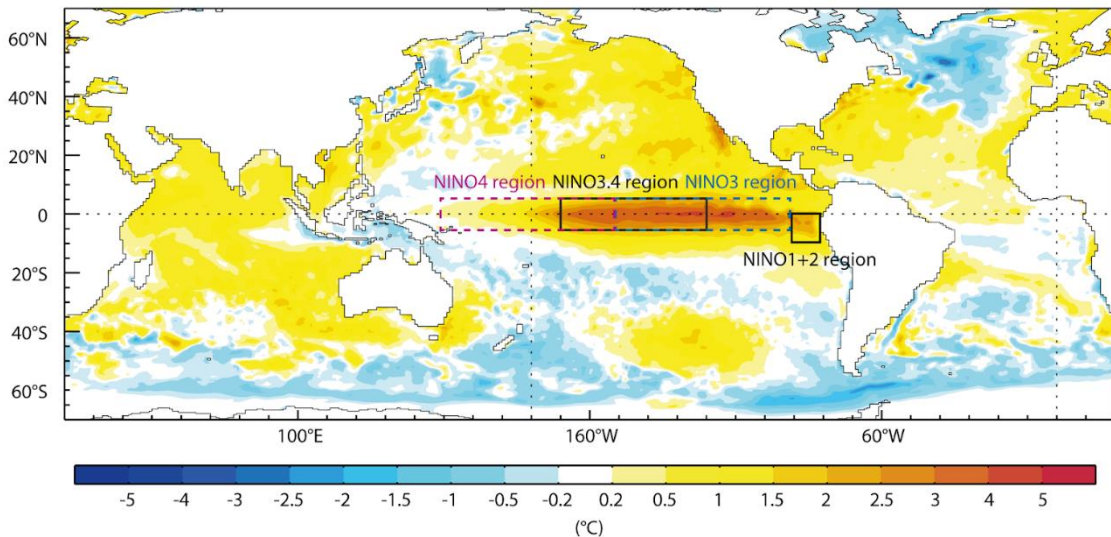 60°N
40°N
20°N
0
20°S
40°S
60°S
NINO4 region
NINO3.4 region
NINO3 region
NINO1+2 region
100°E
160°W
60°W
-5
-4
-3
-2.5
-2
-1.5
-1
-0.5
-0.2
0.2
0.5
1
1.5
2
2.5
3
4
5
(°C)